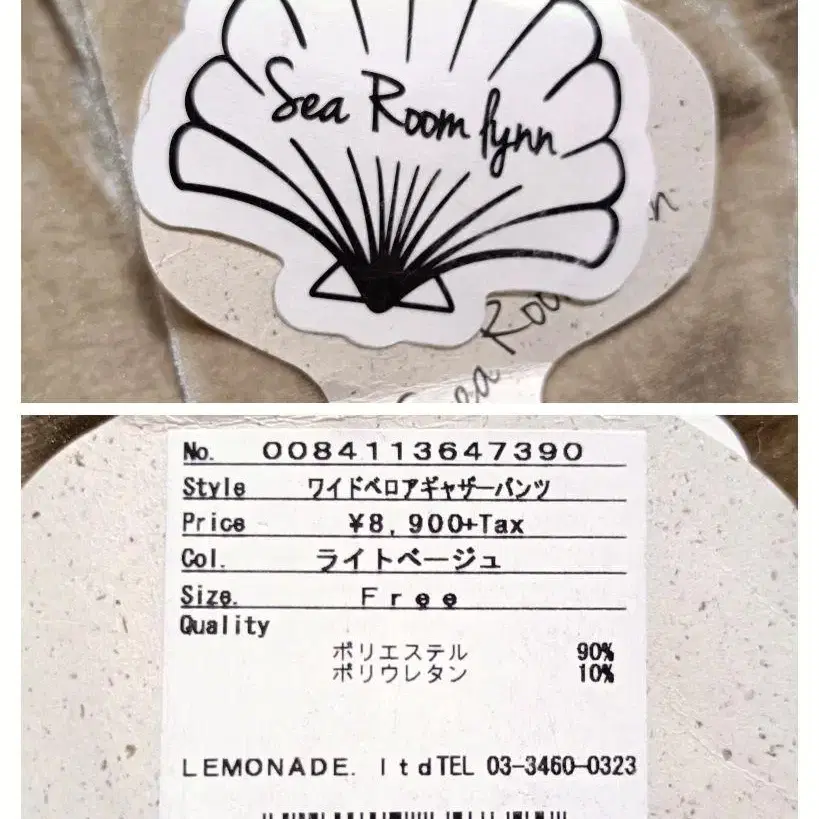 Sea Room lynn
n
Sea Roo
No. 0084113647390
Style ワイドベロアギャザーパンツ
Price ¥8,900+Tax
Col. ライトベージュ
Size. Free
Quality
ポリエステル 90%
ポリウレタン 10%
LEMONADE. ltd TEL 03-3460-0323